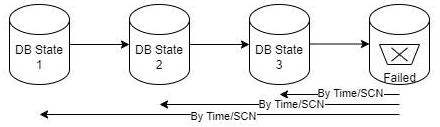 DB State
1
DB State
2
DB State
3
Failed
By Time/SCN
By Time/SCN
By Time/SCN